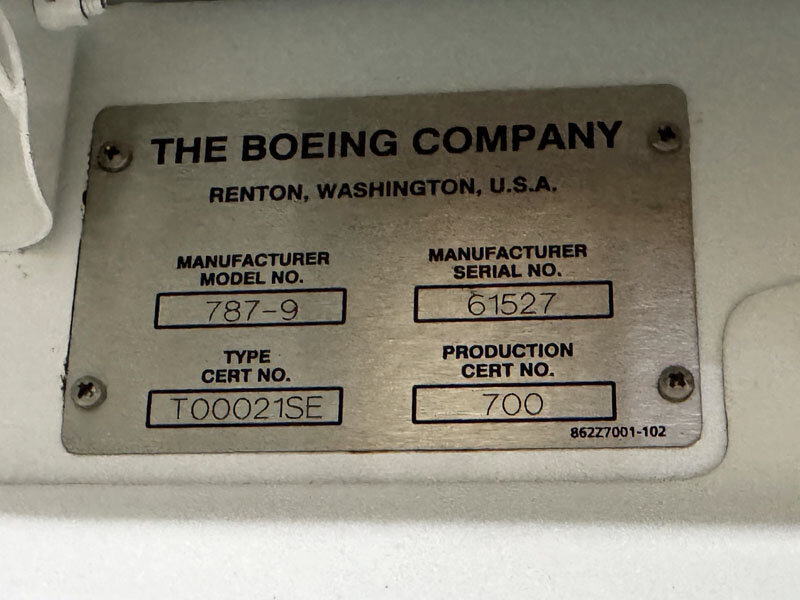 THE BOEING COMPANY
RENTON, WASHINGTON, U.S.A.
MANUFACTURER
MODEL NO.
787-9
MANUFACTURER
SERIAL NO.
61527
TYPE
CERT NO.
T00021SE
PRODUCTION
CERT NO.
700
862Z7001-102